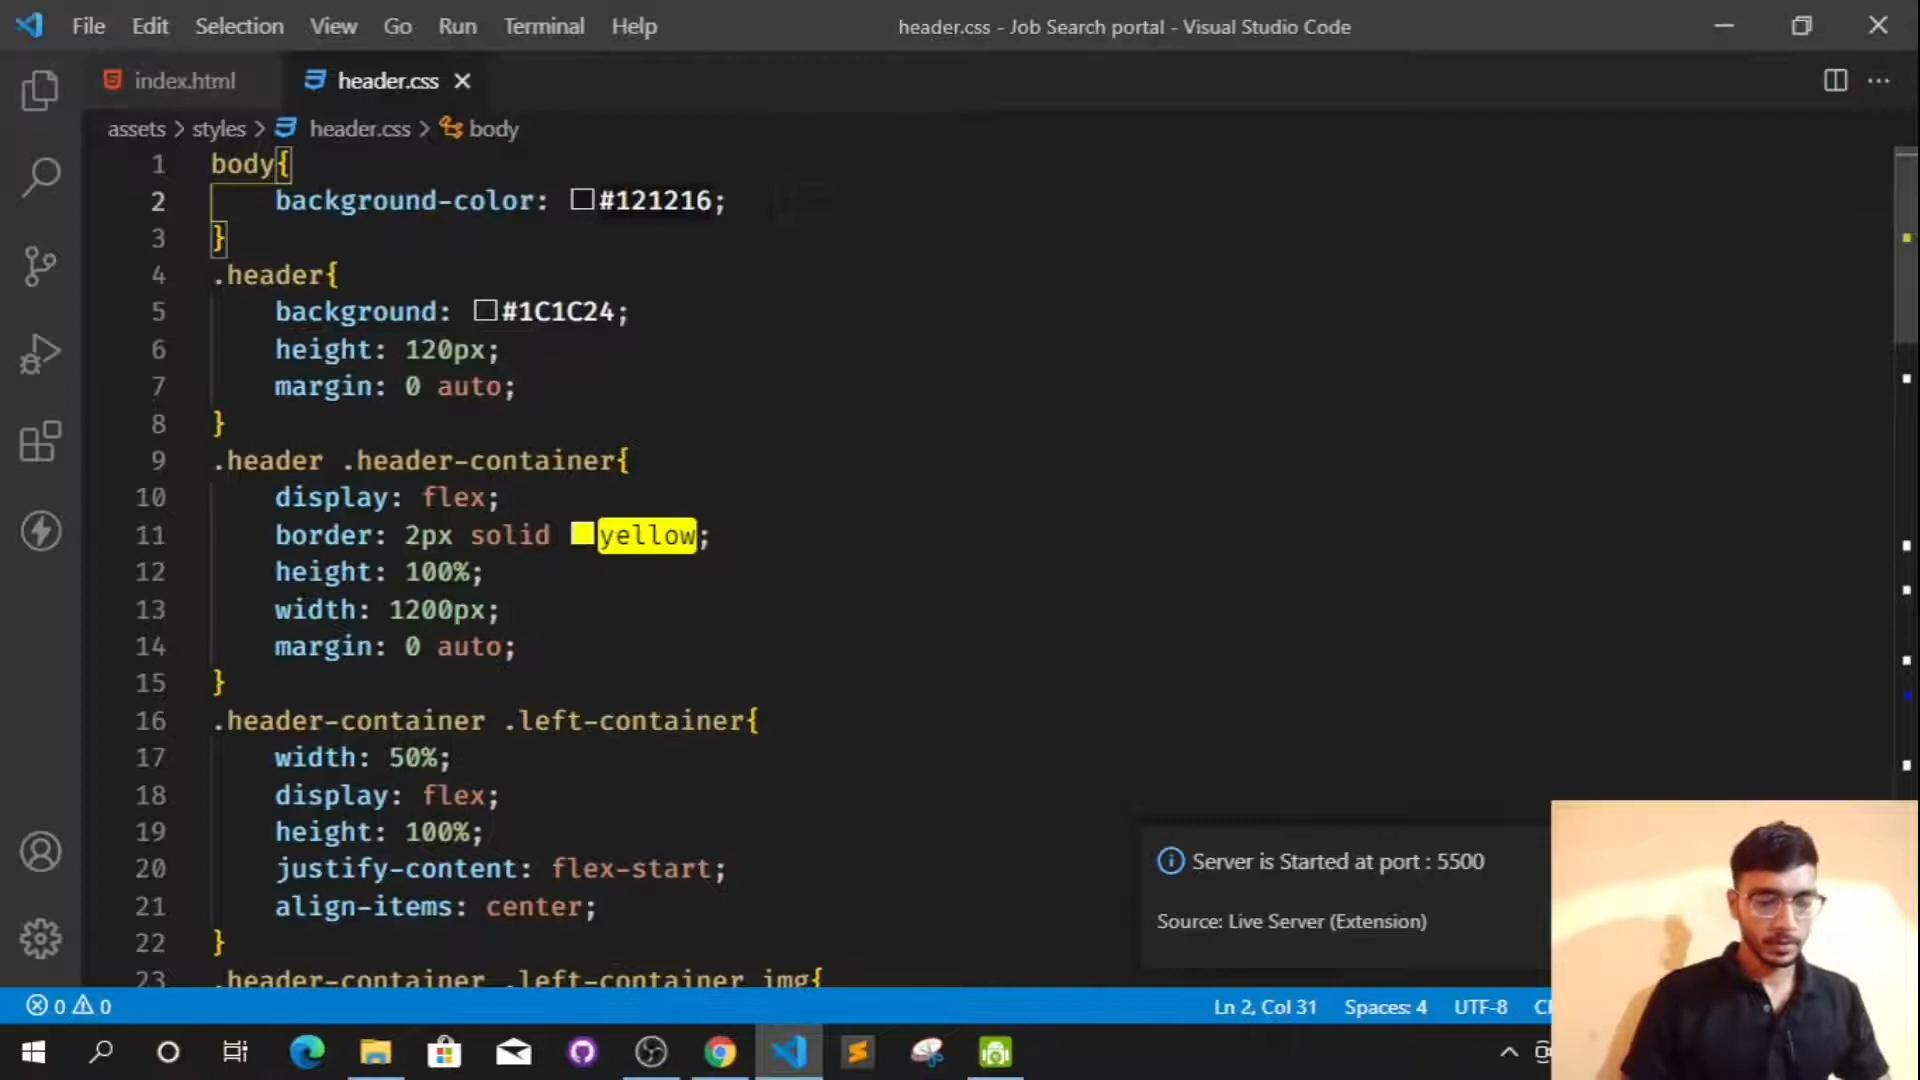 File Edit Selection View Go Run Terminal Help header.css - Job Search portal - Visual Studio Code
index.html header.css
assets > styles > header.css > body
1 body{
2 background-color: #121216;
3 }
4 .header{
5 background: #1C1C24;
6 height: 120px;
7 margin: 0 auto;
8 }
9 .header .header-container{
10 display: flex;
11 border: 2px solid yellow;
12 height: 100%;
13 width: 1200px;
14 margin: 0 auto;
15 }
16 .header-container .left-container{
17 width: 50%;
18 display: flex;
19 height: 100%;
20 justify-content: flex-start;
21 align-items: center;
22 }
23 .header-container .left-container img{
Server is Started at port : 5500
Source: Live Server (Extension)
0 0 Ln 2, Col 31 Spaces: 4 UTF-8